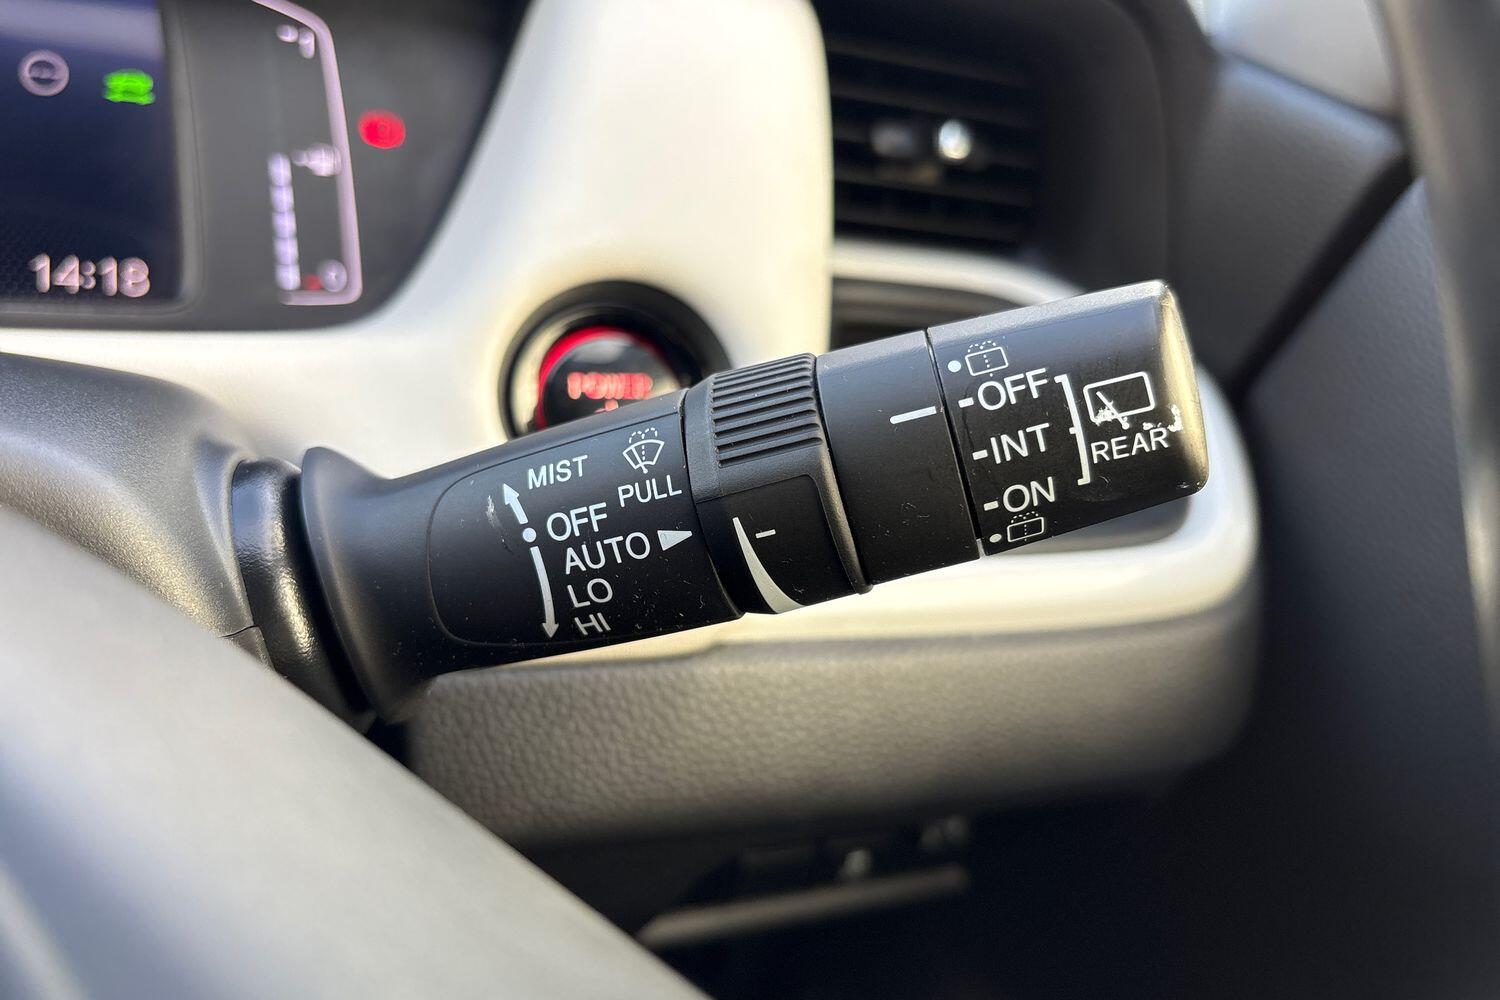 14:18
POWER
MIST
PULL
OFF
AUTO
LO
HI
OFF
INT
ON
REAR